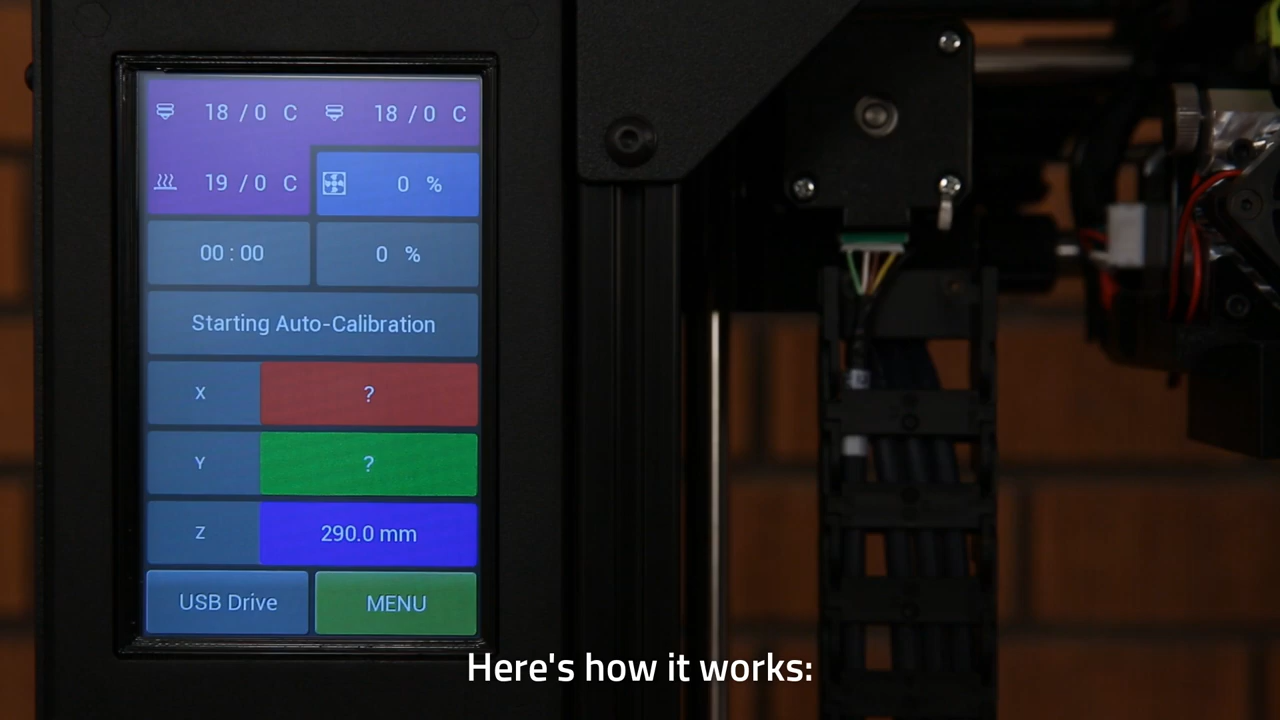 18 / 0 C 18 / 0 C
19 / 0 C 0 %
00 : 00 0 %
Starting Auto-Calibration
X ?
Y ?
Z 290.0 mm
USB Drive MENU
Here's how it works: